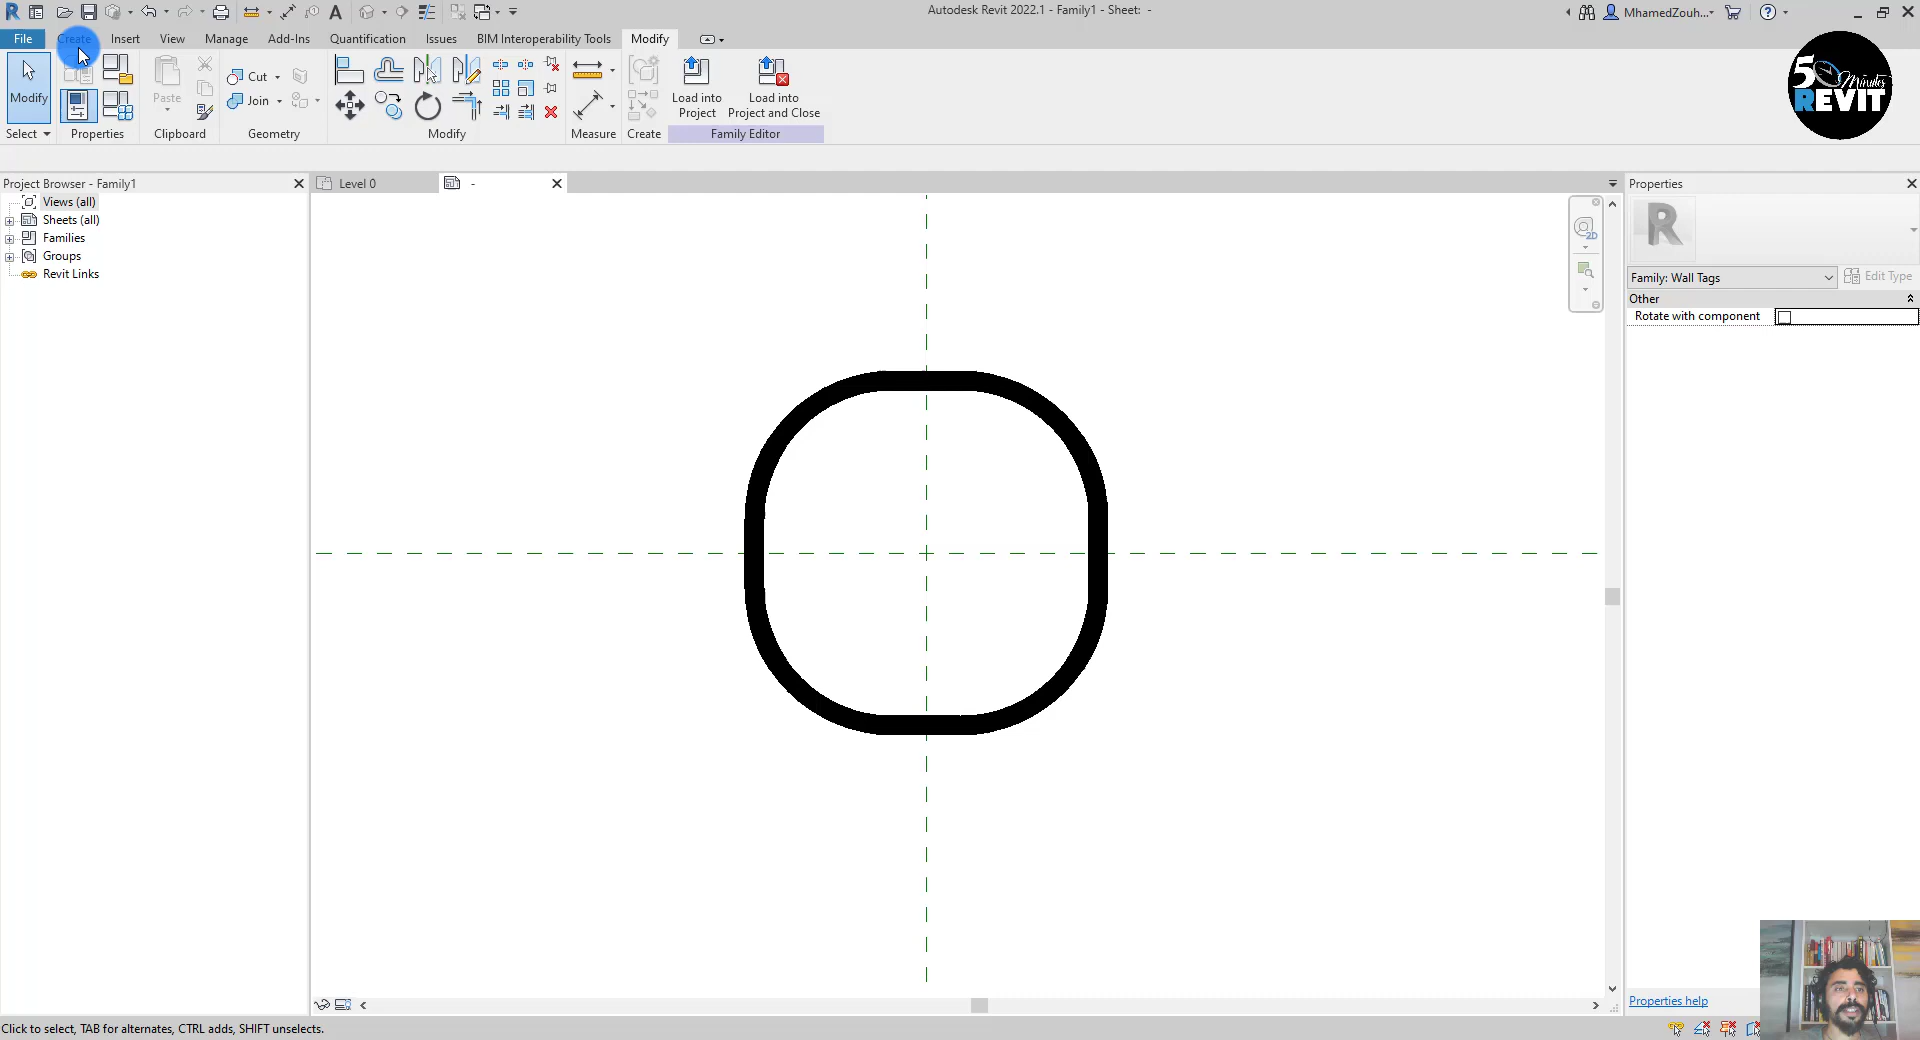 Autodesk Revit 2022.1 - Family1 - Sheet: -
MhamedZouh...
File Create Insert View Manage Add-Ins Quantification Issues BIM Interoperability Tools Modify
Modify
Select
Properties
Paste
Clipboard
Cut
Join
Geometry
Modify
Measure
Create
Load into Project
Load into Project and Close
Family Editor
5 Minutes
REVIT
Project Browser - Family1
Views (all)
Sheets (all)
Families
Groups
Revit Links
Level 0
-
2D
Properties
R
Family: Wall Tags
Edit Type
Other
Rotate with component
Properties help
Click to select, TAB for alternates, CTRL adds, SHIFT unselects.